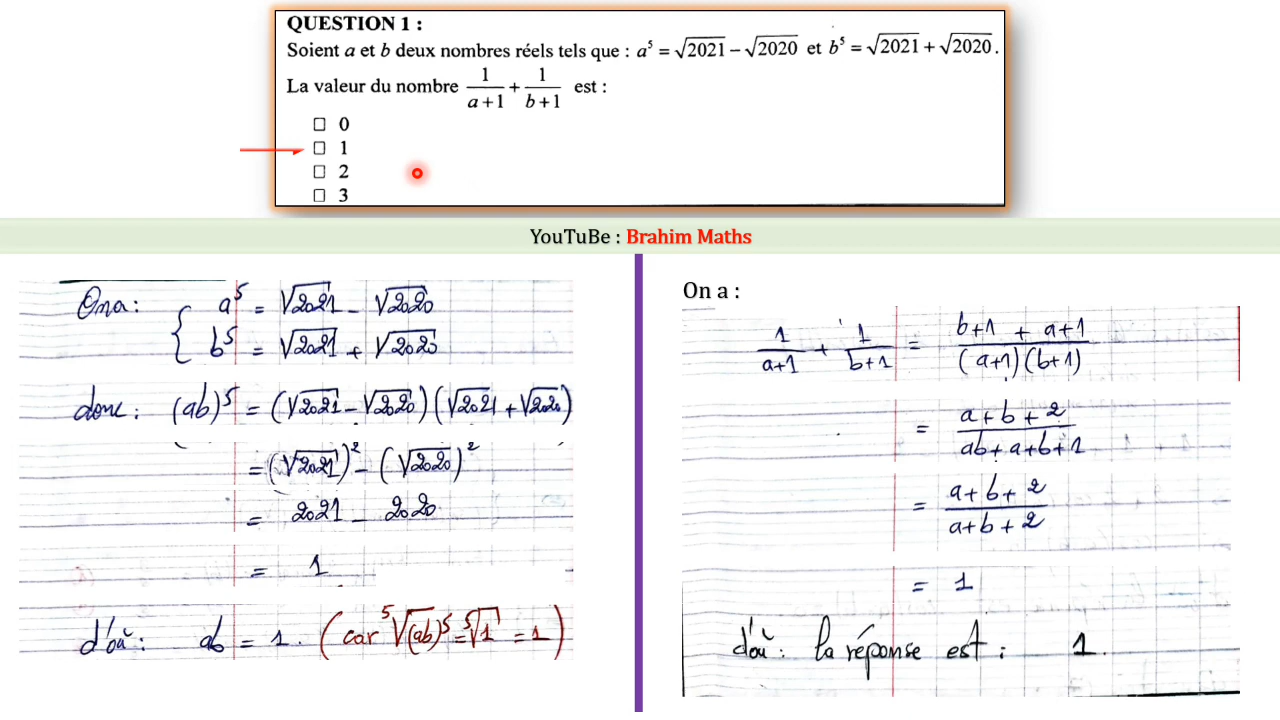 QUESTION 1 :
Soient a et b deux nombres réels tels que : a⁵ = √2021 − √2020 et b⁵ = √2021 + √2020.
La valeur du nombre 1/(a+1) + 1/(b+1) est :
□ 0
□ 1
□ 2
□ 3
YouTuBe : Brahim Maths
On a :
{ a⁵ = √2021 − √2020
b⁵ = √2021 + √2020
donc : (ab)⁵ = (√2021 − √2020)(√2021 + √2020)
= (√2021)² − (√2020)²
= 2021 − 2020
= 1
d'où : ab = 1. (car ⁵√(ab)⁵ = ⁵√1 = 1)
On a :
1/(a+1) + 1/(b+1) = (b+1 + a+1)/((a+1)(b+1))
= (a+b+2)/(ab+a+b+1)
= (a+b+2)/(a+b+2)
= 1
d'où : la réponse est : 1.